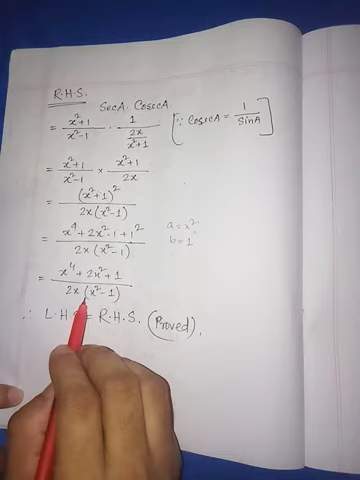 R.H.S.
SecA. CosecA.
= x²+1/x²-1 · 1/(2x/x²+1) [∵ CosecA = 1/SinA]
= x²+1/x²-1 × x²+1/2x
= (x²+1)²/2x(x²-1)
= x⁴+2x²·1+1²/2x(x²-1) a=x² b=1
= x⁴+2x²+1/2x(x²-1)
∴ L.H.S = R.H.S. (Proved).